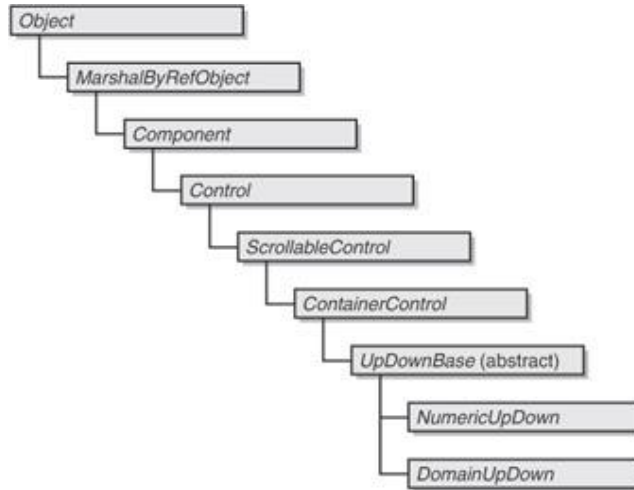 Object
MarshalByRefObject
Component
Control
ScrollableControl
ContainerControl
UpDownBase (abstract)
NumericUpDown
DomainUpDown